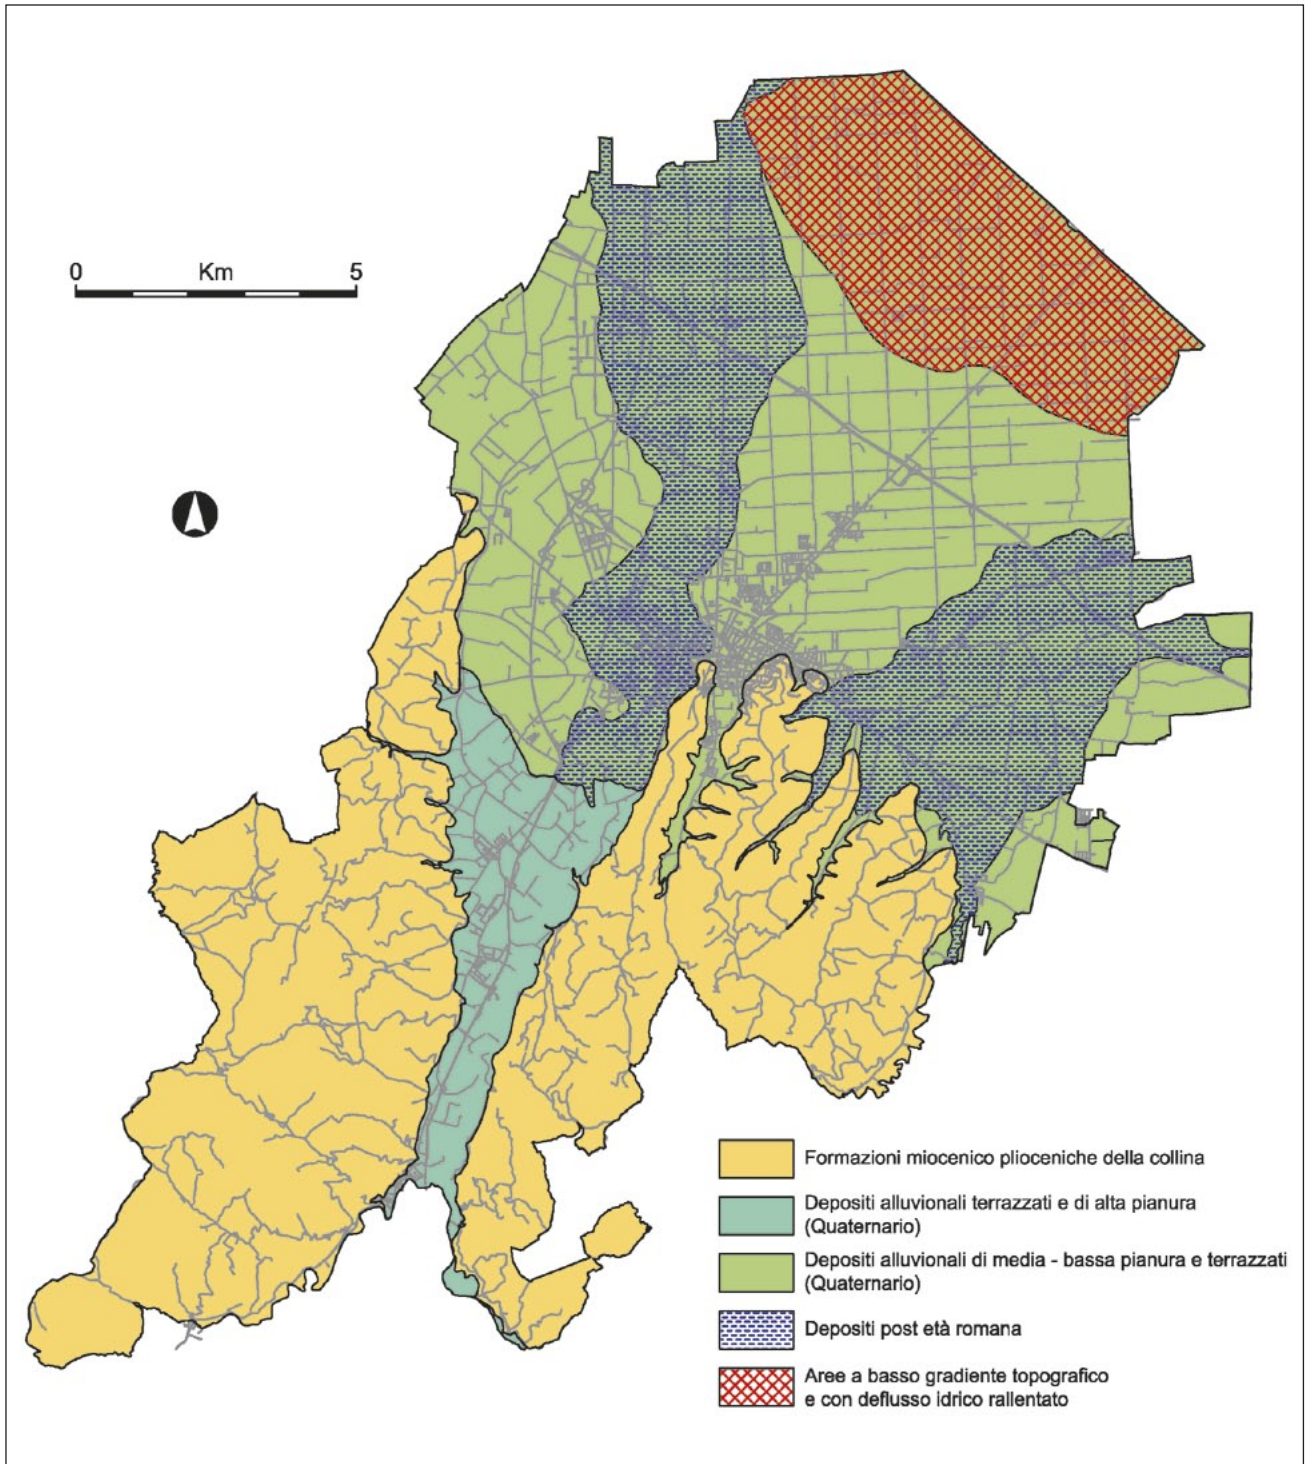 0 Km 5
Formazioni miocenico plioceniche della collina
Depositi alluvionali terrazzati e di alta pianura
(Quaternario)
Depositi alluvionali di media - bassa pianura e terrazzati
(Quaternario)
Depositi post età romana
Aree a basso gradiente topografico
e con deflusso idrico rallentato